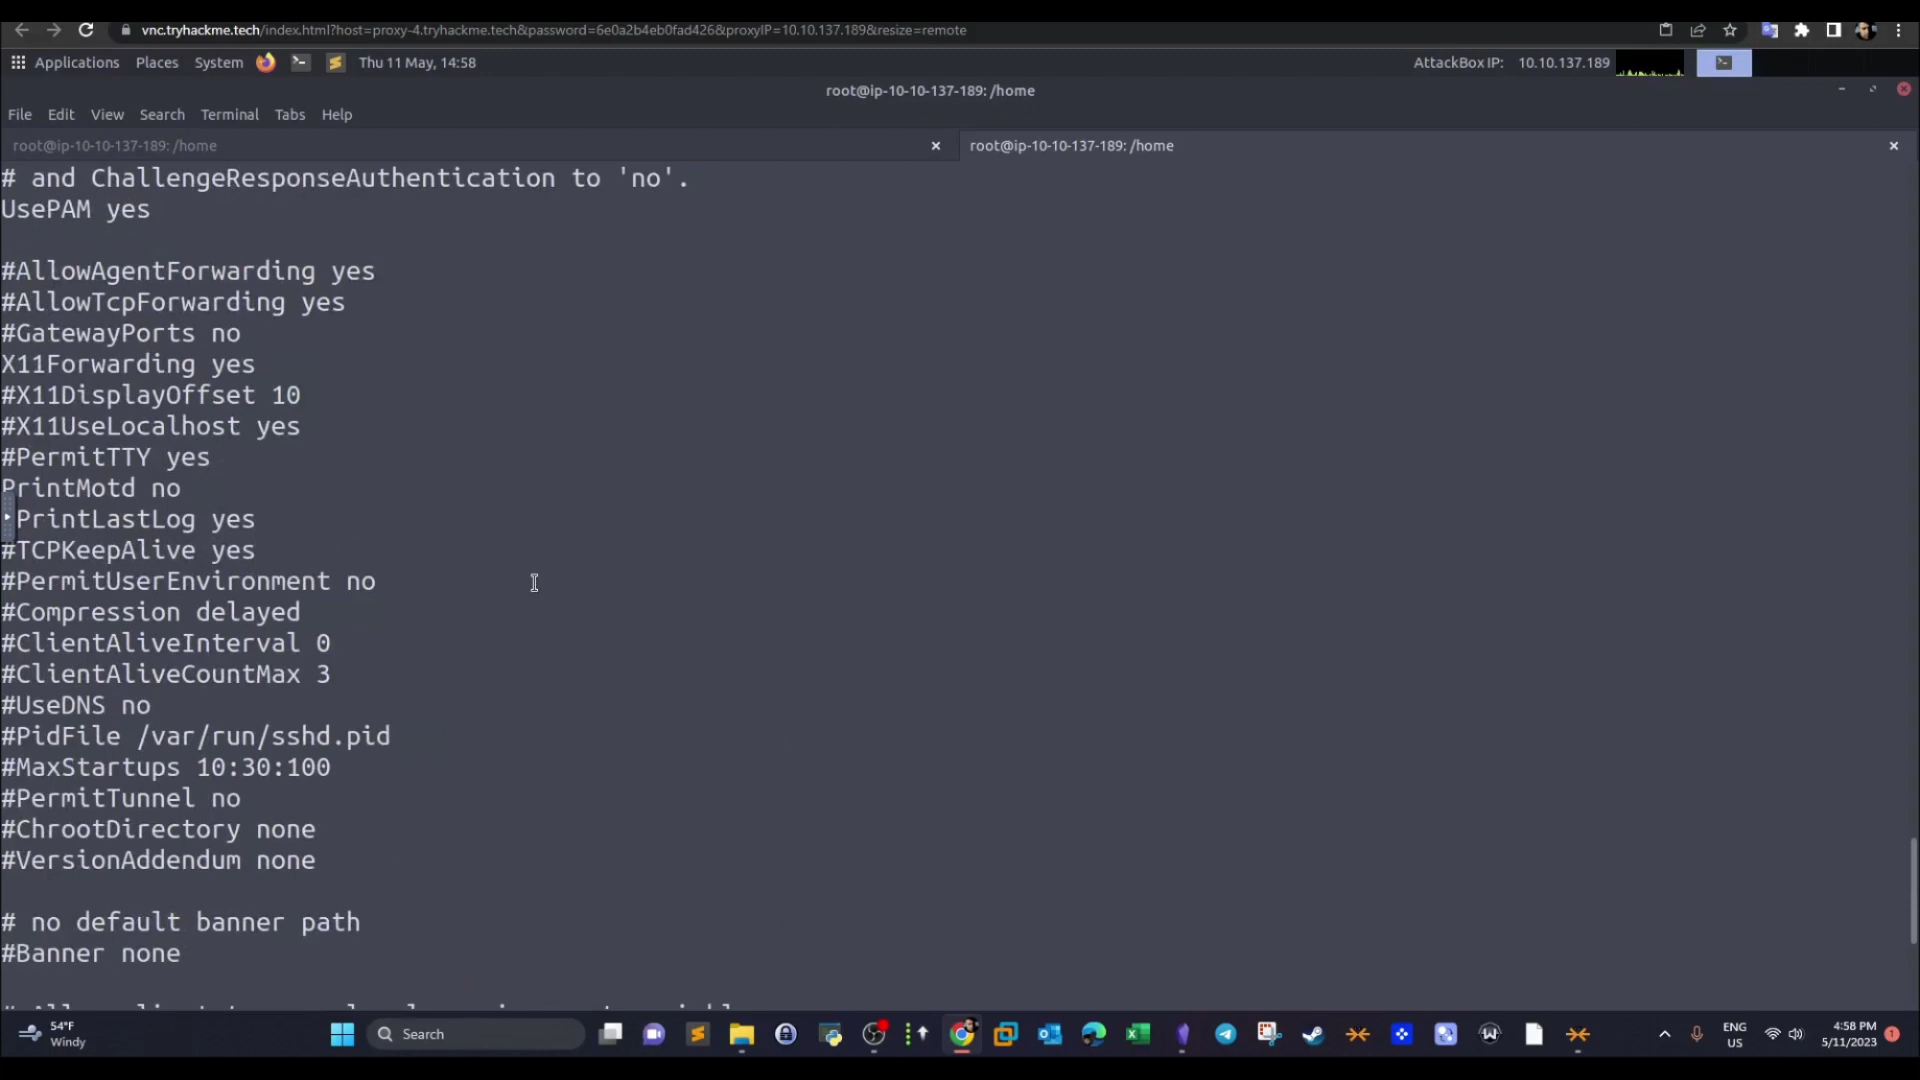 vnc.tryhackme.tech/index.html?host=proxy-4.tryhackme.tech&password=6e0a2b4eb0fad426&proxyIP=10.10.137.189&resize=remote
Applications Places System Thu 11 May, 14:58 AttackBox IP: 10.10.137.189
root@ip-10-10-137-189: /home
File Edit View Search Terminal Tabs Help
root@ip-10-10-137-189: /home root@ip-10-10-137-189: /home
# and ChallengeResponseAuthentication to 'no'.
UsePAM yes
#AllowAgentForwarding yes
#AllowTcpForwarding yes
#GatewayPorts no
X11Forwarding yes
#X11DisplayOffset 10
#X11UseLocalhost yes
#PermitTTY yes
PrintMotd no
PrintLastLog yes
#TCPKeepAlive yes
#PermitUserEnvironment no
#Compression delayed
#ClientAliveInterval 0
#ClientAliveCountMax 3
#UseDNS no
#PidFile /var/run/sshd.pid
#MaxStartups 10:30:100
#PermitTunnel no
#ChrootDirectory none
#VersionAddendum none
# no default banner path
#Banner none
54°F
Windy
Search
ENG
US
4:58 PM
5/11/2023
1